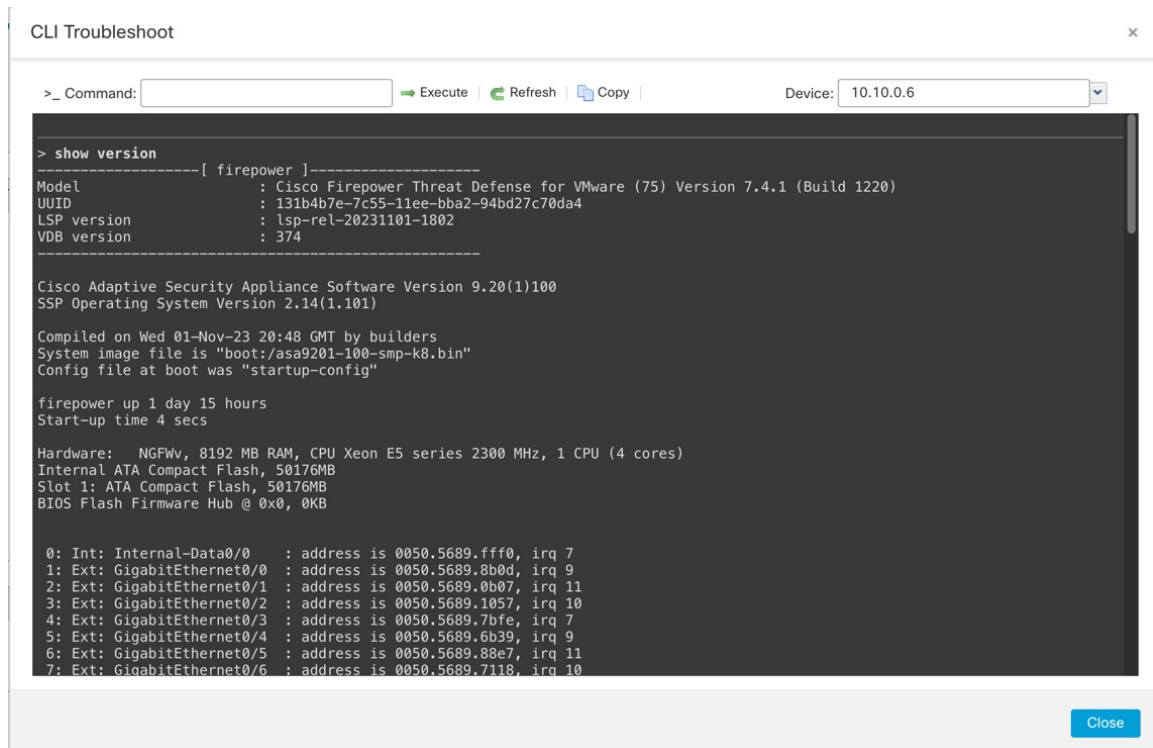 CLI Troubleshoot
×
>_ Command: Execute Refresh Copy Device: 10.10.0.6
> show version
-------------------[ firepower ]--------------------
Model                     : Cisco Firepower Threat Defense for VMware (75) Version 7.4.1 (Build 1220)
UUID                      : 131b4b7e-7c55-11ee-bba2-94bd27c70da4
LSP version               : lsp-rel-20231101-1802
VDB version               : 374
----------------------------------------------------
Cisco Adaptive Security Appliance Software Version 9.20(1)100
SSP Operating System Version 2.14(1.101)
Compiled on Wed 01-Nov-23 20:48 GMT by builders
System image file is "boot:/asa9201-100-smp-k8.bin"
Config file at boot was "startup-config"
firepower up 1 day 15 hours
Start-up time 4 secs
Hardware:   NGFWv, 8192 MB RAM, CPU Xeon E5 series 2300 MHz, 1 CPU (4 cores)
Internal ATA Compact Flash, 50176MB
Slot 1: ATA Compact Flash, 50176MB
BIOS Flash Firmware Hub @ 0x0, 0KB
0: Int: Internal-Data0/0    : address is 0050.5689.fff0, irq 7
1: Ext: GigabitEthernet0/0  : address is 0050.5689.8b0d, irq 9
2: Ext: GigabitEthernet0/1  : address is 0050.5689.0b07, irq 11
3: Ext: GigabitEthernet0/2  : address is 0050.5689.1057, irq 10
4: Ext: GigabitEthernet0/3  : address is 0050.5689.7bfe, irq 7
5: Ext: GigabitEthernet0/4  : address is 0050.5689.6b39, irq 9
6: Ext: GigabitEthernet0/5  : address is 0050.5689.88e7, irq 11
7: Ext: GigabitEthernet0/6  : address is 0050.5689.7118, irq 10
Close